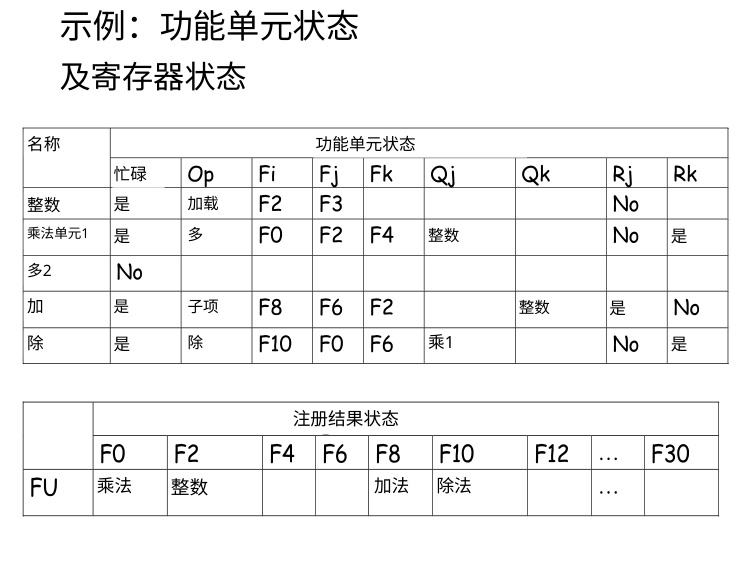 示例：功能单元状态
及寄存器状态
名称 功能单元状态
忙碌 Op Fi Fj Fk Qj Qk Rj Rk
整数 是 加载 F2 F3 No
乘法单元1 是 多 F0 F2 F4 整数 No 是
多2 No
加 是 子项 F8 F6 F2 整数 是 No
除 是 除 F10 F0 F6 乘1 No 是
注册结果状态
F0 F2 F4 F6 F8 F10 F12 ... F30
FU 乘法 整数 加法 除法 ...